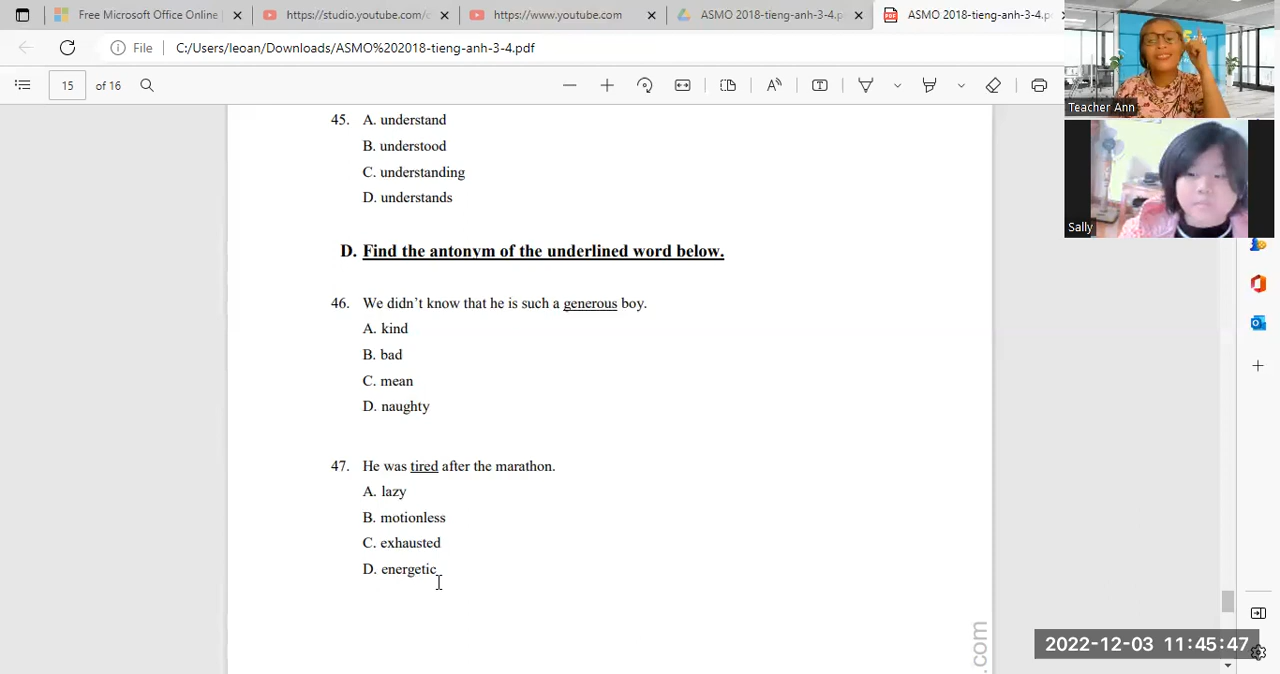 Free Microsoft Office Online
https://studio.youtube.com/c
https://www.youtube.com
ASMO 2018-tieng-anh-3-4.p
ASMO 2018-tieng-anh-3-4.p
File
C:/Users/leoan/Downloads/ASMO%202018-tieng-anh-3-4.pdf
15 of 16
Teacher Ann
Sally
45. A. understand
B. understood
C. understanding
D. understands
D. Find the antonym of the underlined word below.
46. We didn’t know that he is such a generous boy.
A. kind
B. bad
C. mean
D. naughty
47. He was tired after the marathon.
A. lazy
B. motionless
C. exhausted
D. energetic
.com
2022-12-03 11:45:47